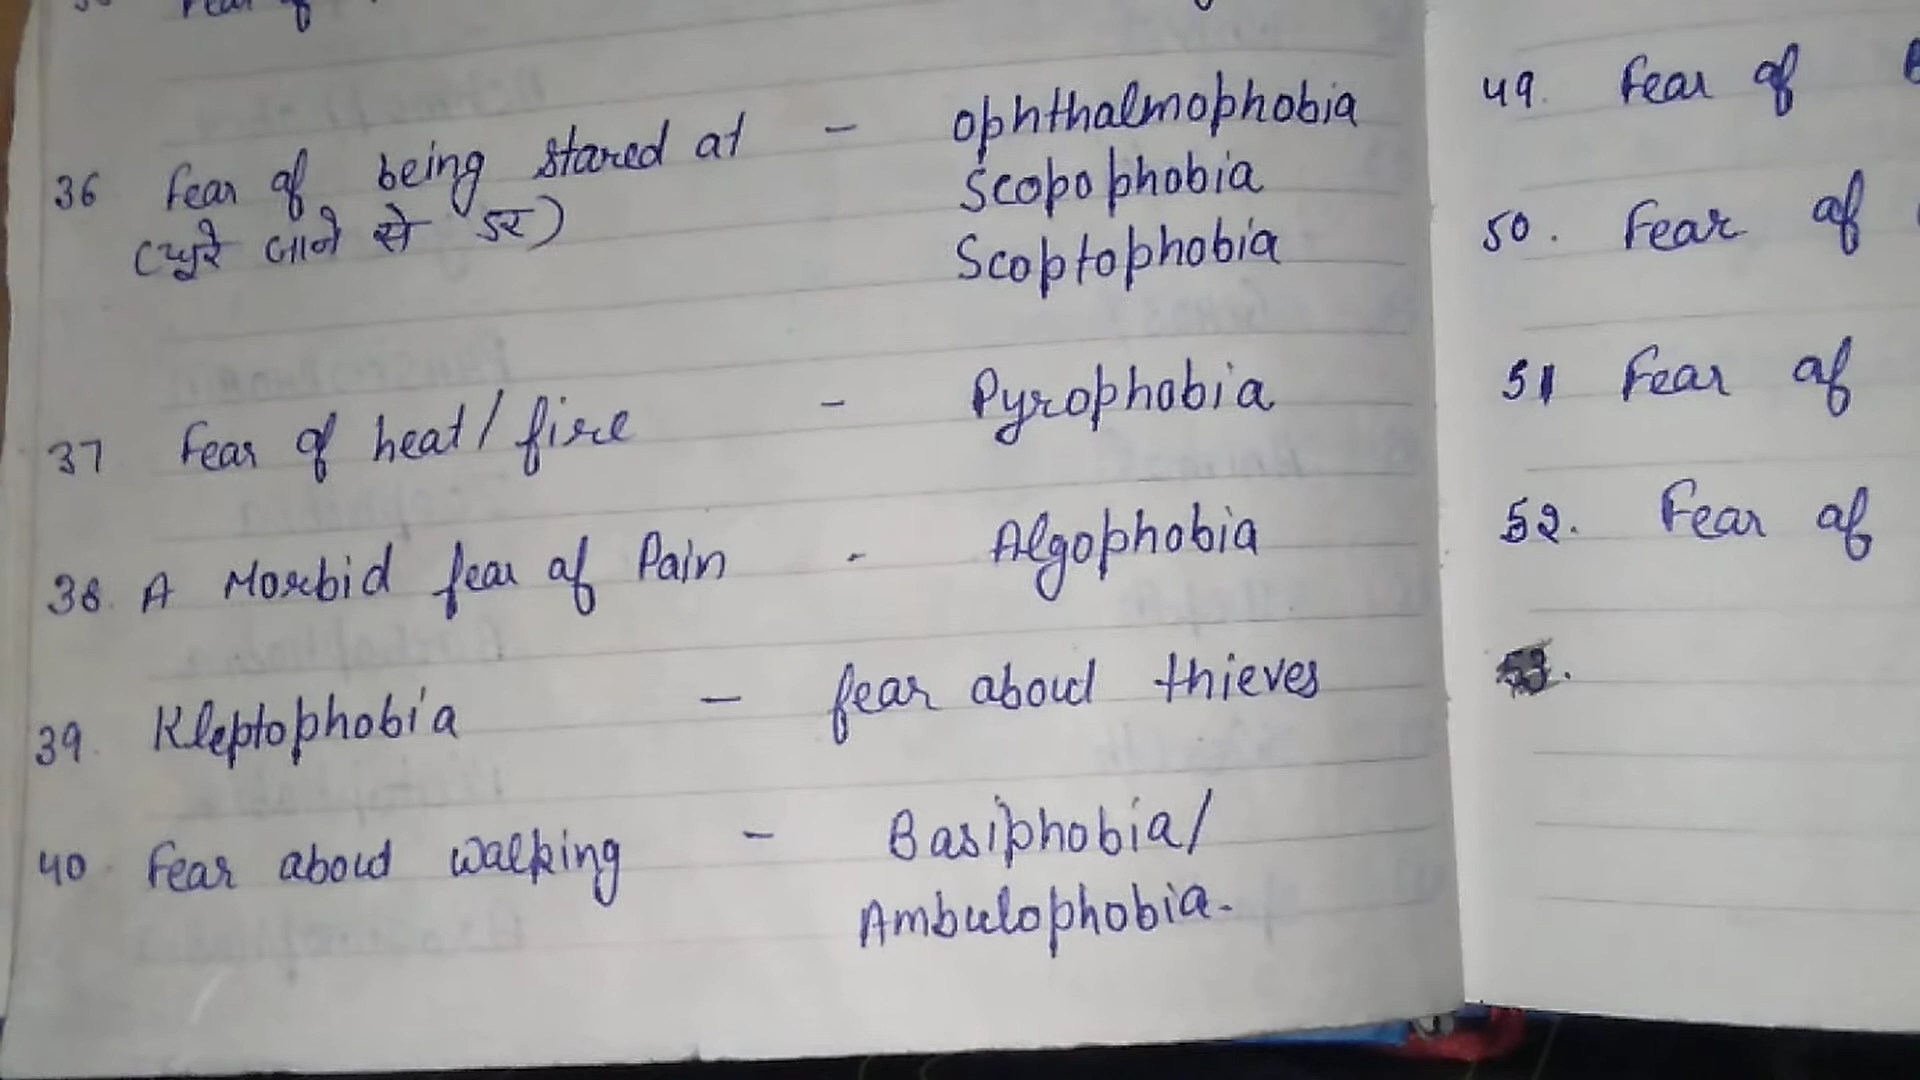 36 Fear of being stared at - Ophthalmophobia
(घूरे जाने से डर) Scopophobia
Scoptophobia
37 Fear of heat/fire - Pyrophobia
38. A Morbid fear of Pain - Algophobia
39. Kleptophobia - fear about thieves
40. Fear about walking - Basiphobia/
Ambulophobia.
49. Fear of
50. Fear of
51 Fear of
52. Fear of
53.